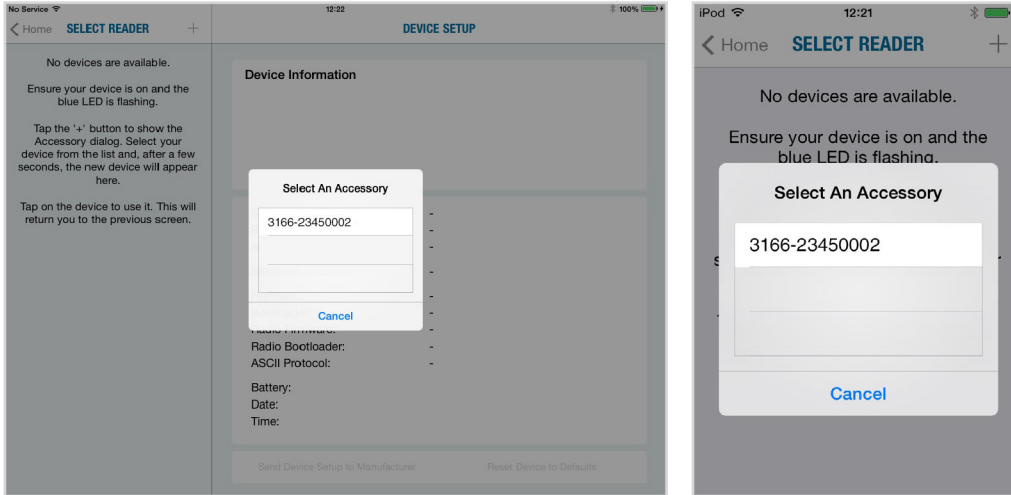 No Service 12:22 100%
Home SELECT READER + DEVICE SETUP
No devices are available.
Ensure your device is on and the
blue LED is flashing.
Tap the '+' button to show the
Accessory dialog. Select your
device from the list and, after a few
seconds, the new device will appear
here.
Tap on the device to use it. This will
return you to the previous screen.
Device Information
Select An Accessory
3166-23450002
Cancel
-
-
-
-
-
-
Radio Firmware: -
Radio Bootloader: -
ASCII Protocol: -
Battery:
Date:
Time:
Send Device Setup to Manufacturer Reset Device to Defaults
iPod 12:21
Home SELECT READER +
No devices are available.
Ensure your device is on and the
blue LED is flashing.
Select An Accessory
3166-23450002
Cancel